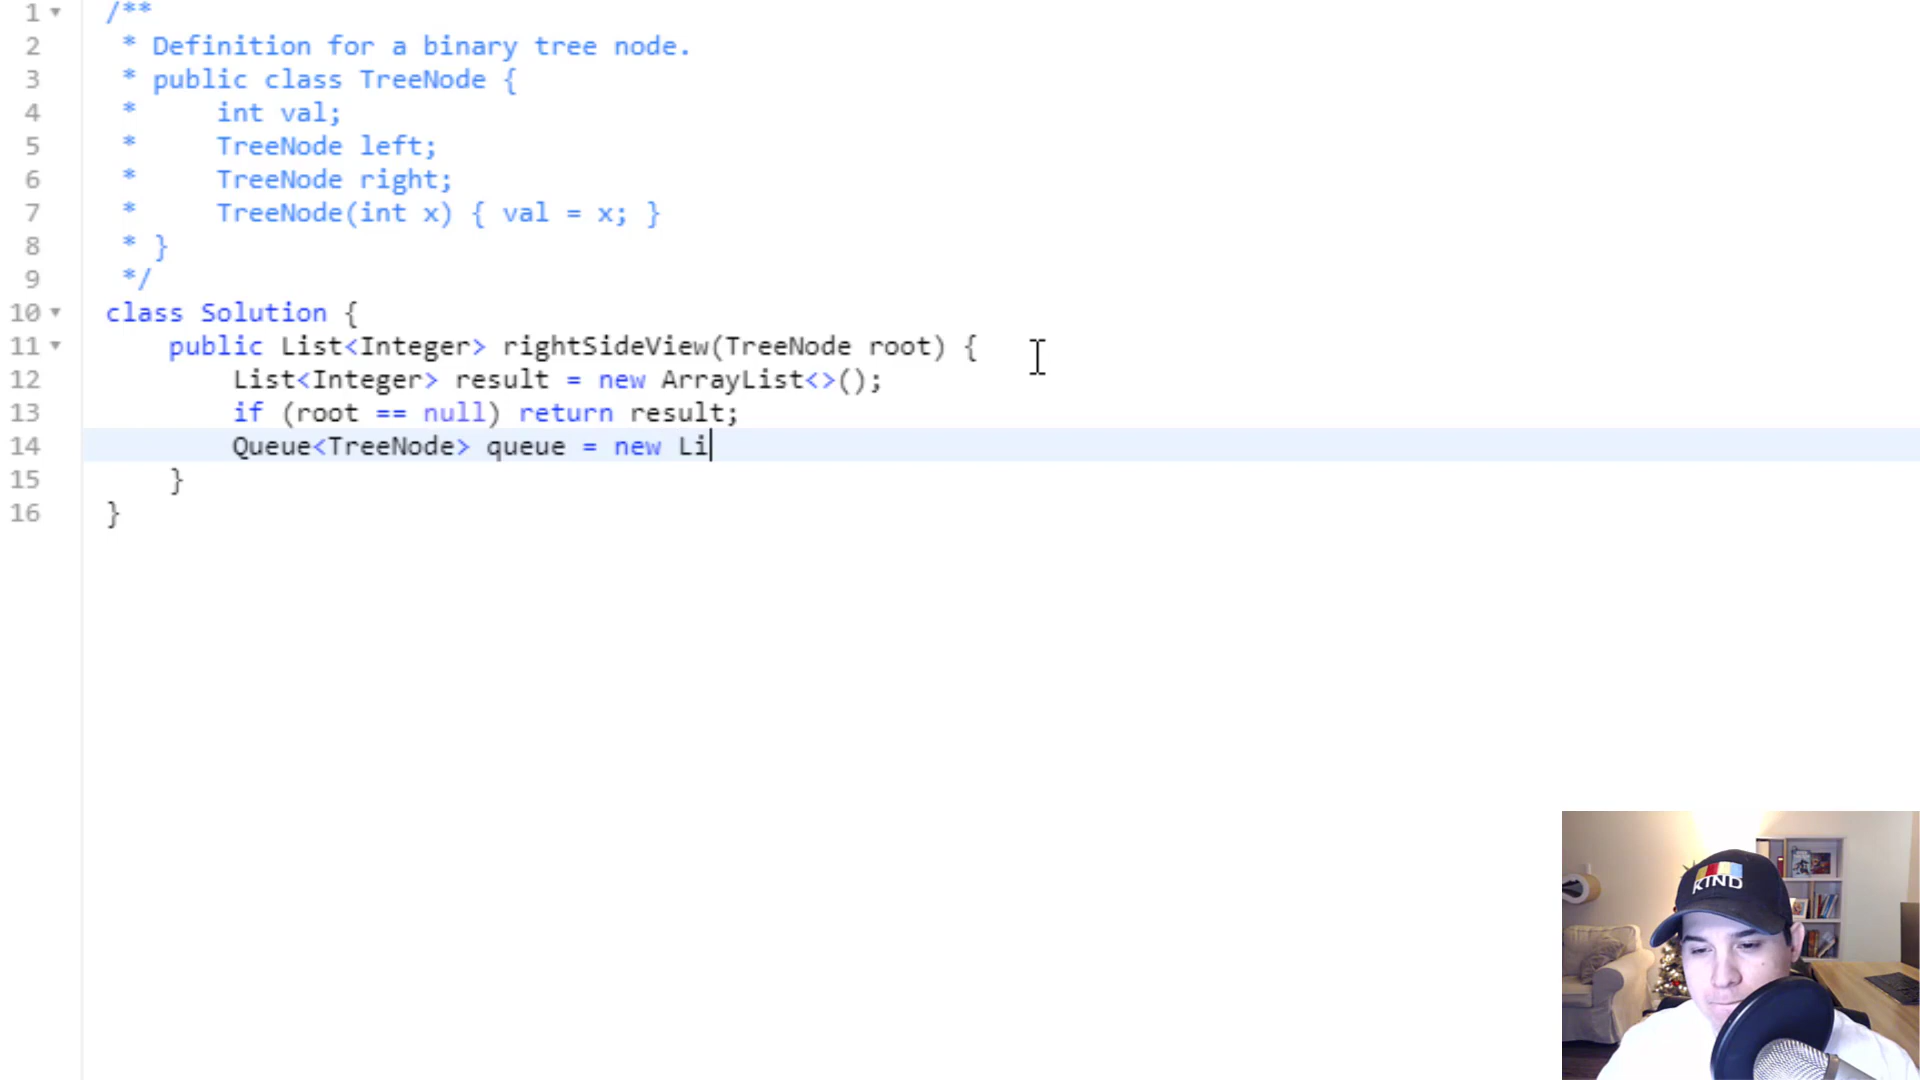 1 /**
2 * Definition for a binary tree node.
3 * public class TreeNode {
4 *     int val;
5 *     TreeNode left;
6 *     TreeNode right;
7 *     TreeNode(int x) { val = x; }
8 * }
9 */
10 class Solution {
11     public List<Integer> rightSideView(TreeNode root) {
12         List<Integer> result = new ArrayList<>();
13         if (root == null) return result;
14         Queue<TreeNode> queue = new Li
15     }
16 }
KIND